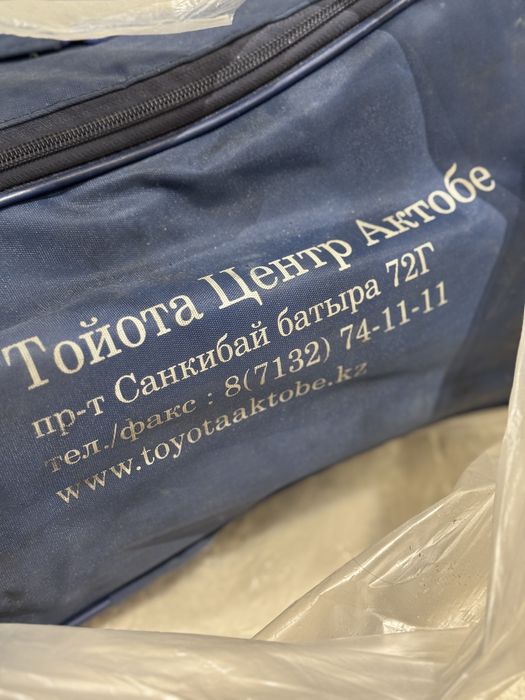 Тойота Центр Актобе
пр-т Санкибай батыра 72Г
тел./факс : 8(7132) 74-11-11
www.toyotaaktobe.kz